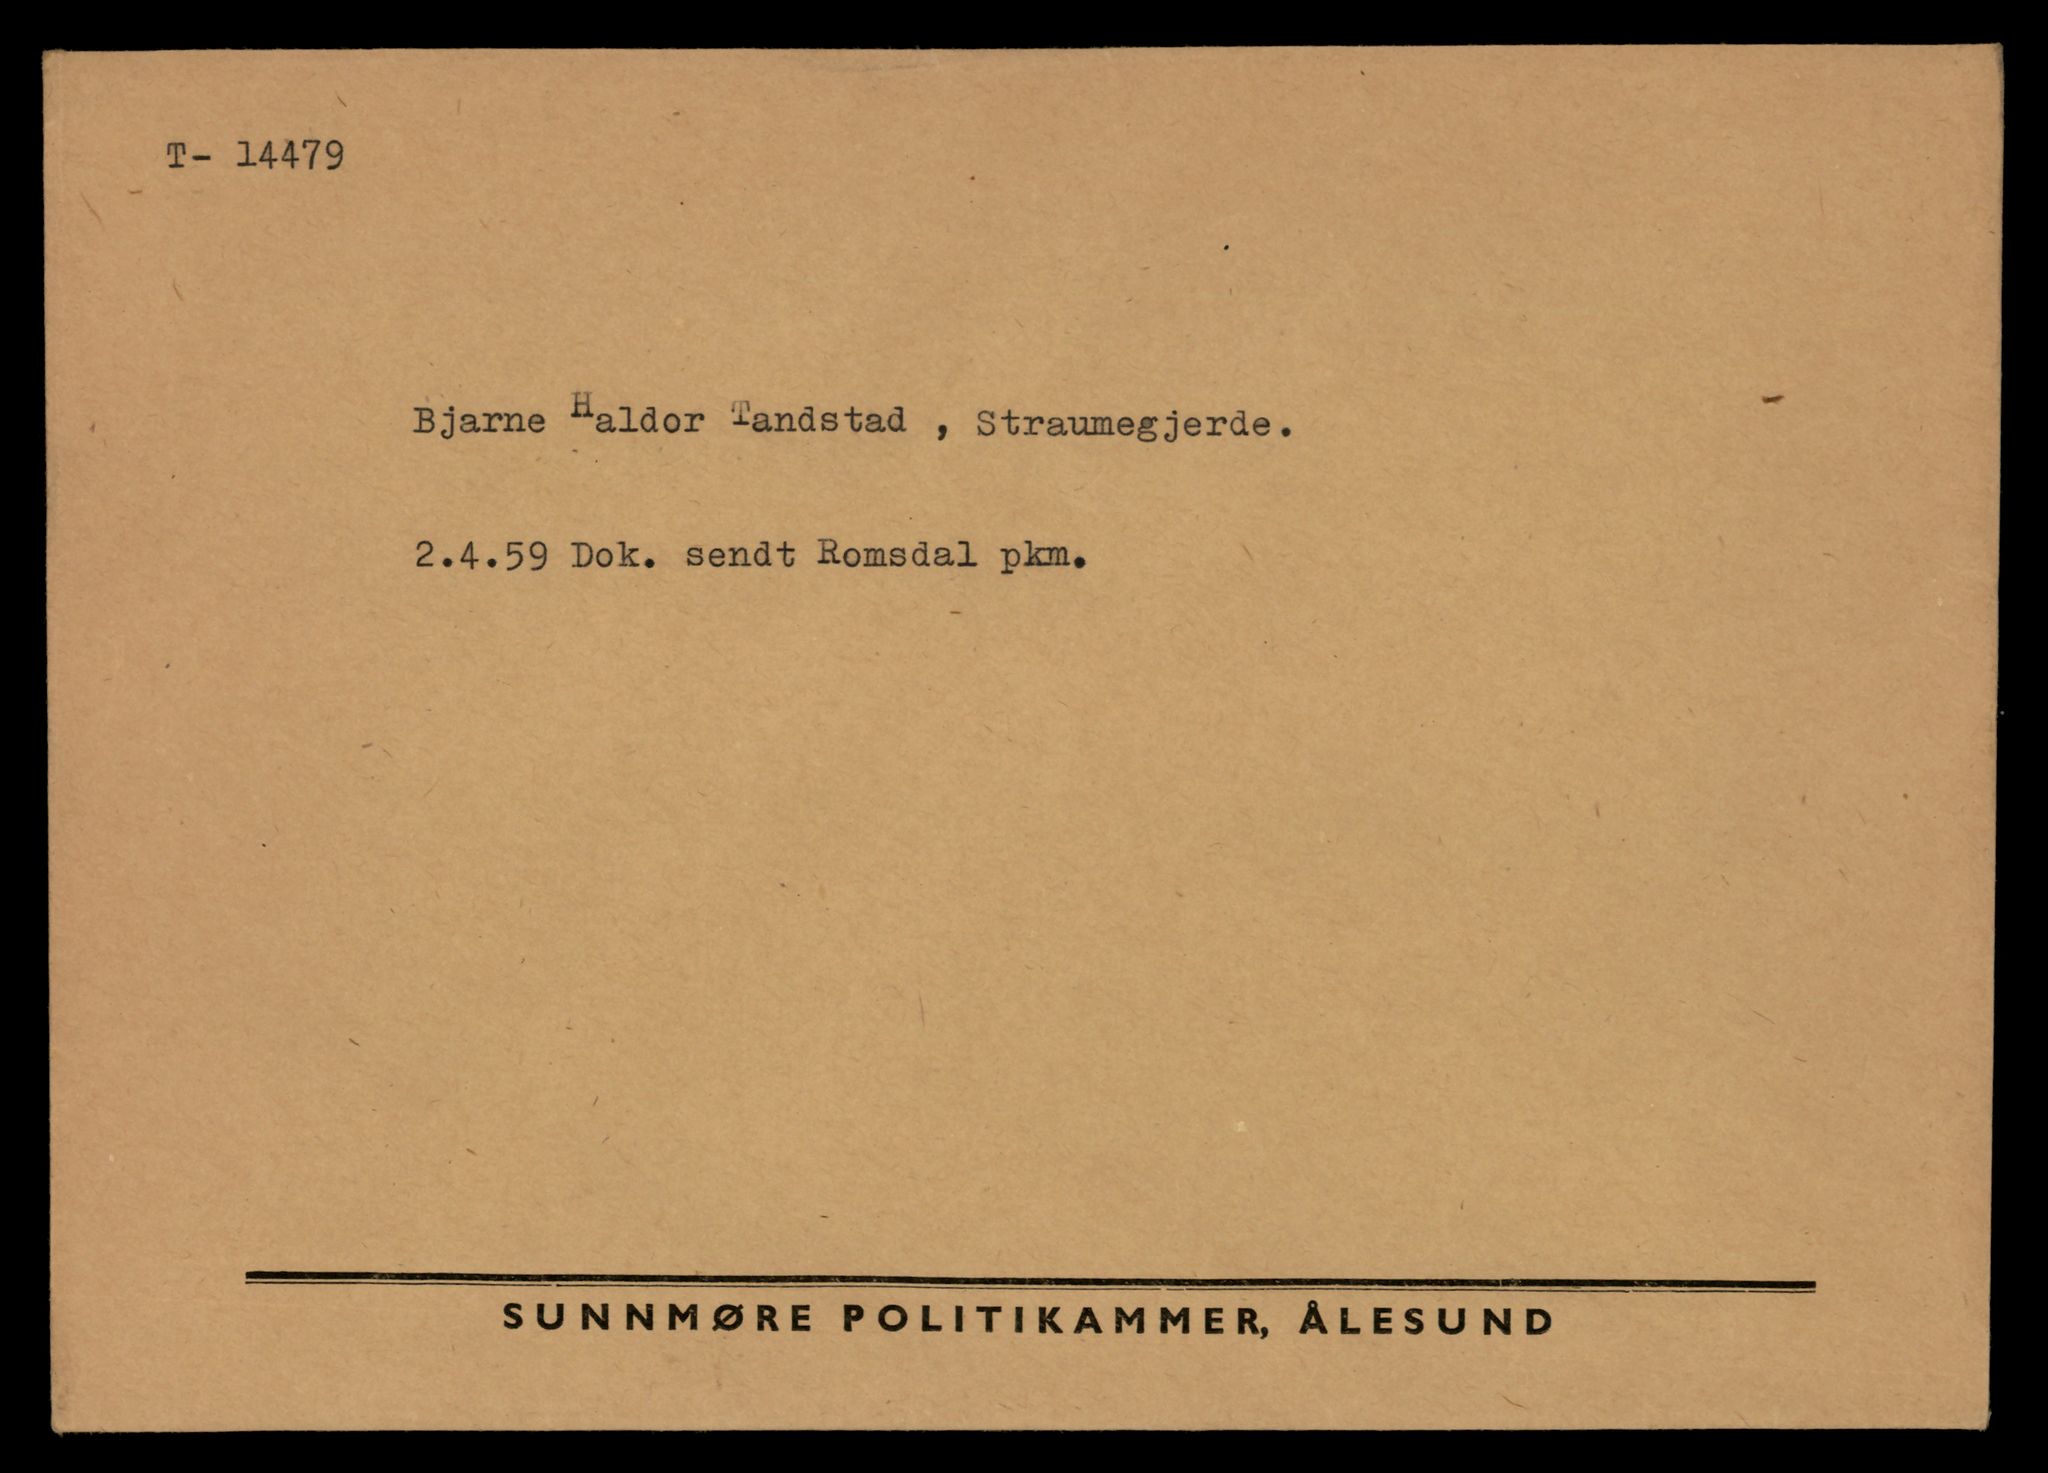 T- 14479
Bjarne Haldor Tandstad , Straumegjerde.
2.4.59 Dok. sendt Romsdal pkm.
SUNNMØRE POLITIKAMMER, ÅLESUND